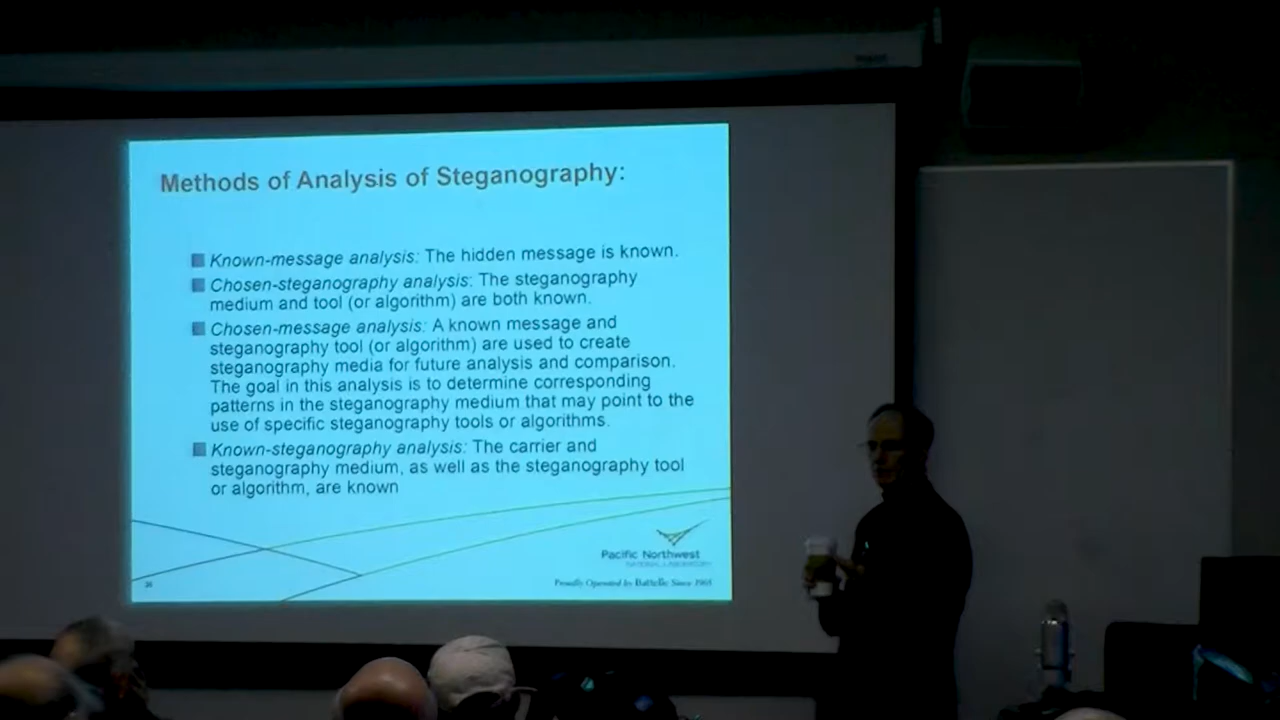 Methods of Analysis of Steganography:
Known-message analysis: The hidden message is known.
Chosen-steganography analysis: The steganography
medium and tool (or algorithm) are both known.
Chosen-message analysis: A known message and
steganography tool (or algorithm) are used to create
steganography media for future analysis and comparison.
The goal in this analysis is to determine corresponding
patterns in the steganography medium that may point to the
use of specific steganography tools or algorithms.
Known-steganography analysis: The carrier and
steganography medium, as well as the steganography tool
or algorithm, are known
Pacific Northwest
NATIONAL LABORATORY
Proudly Operated by Battelle Since 1965